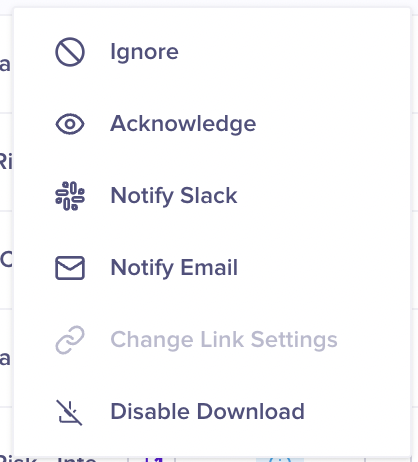 Ignore
Acknowledge
Notify Slack
Notify Email
Change Link Settings
Disable Download